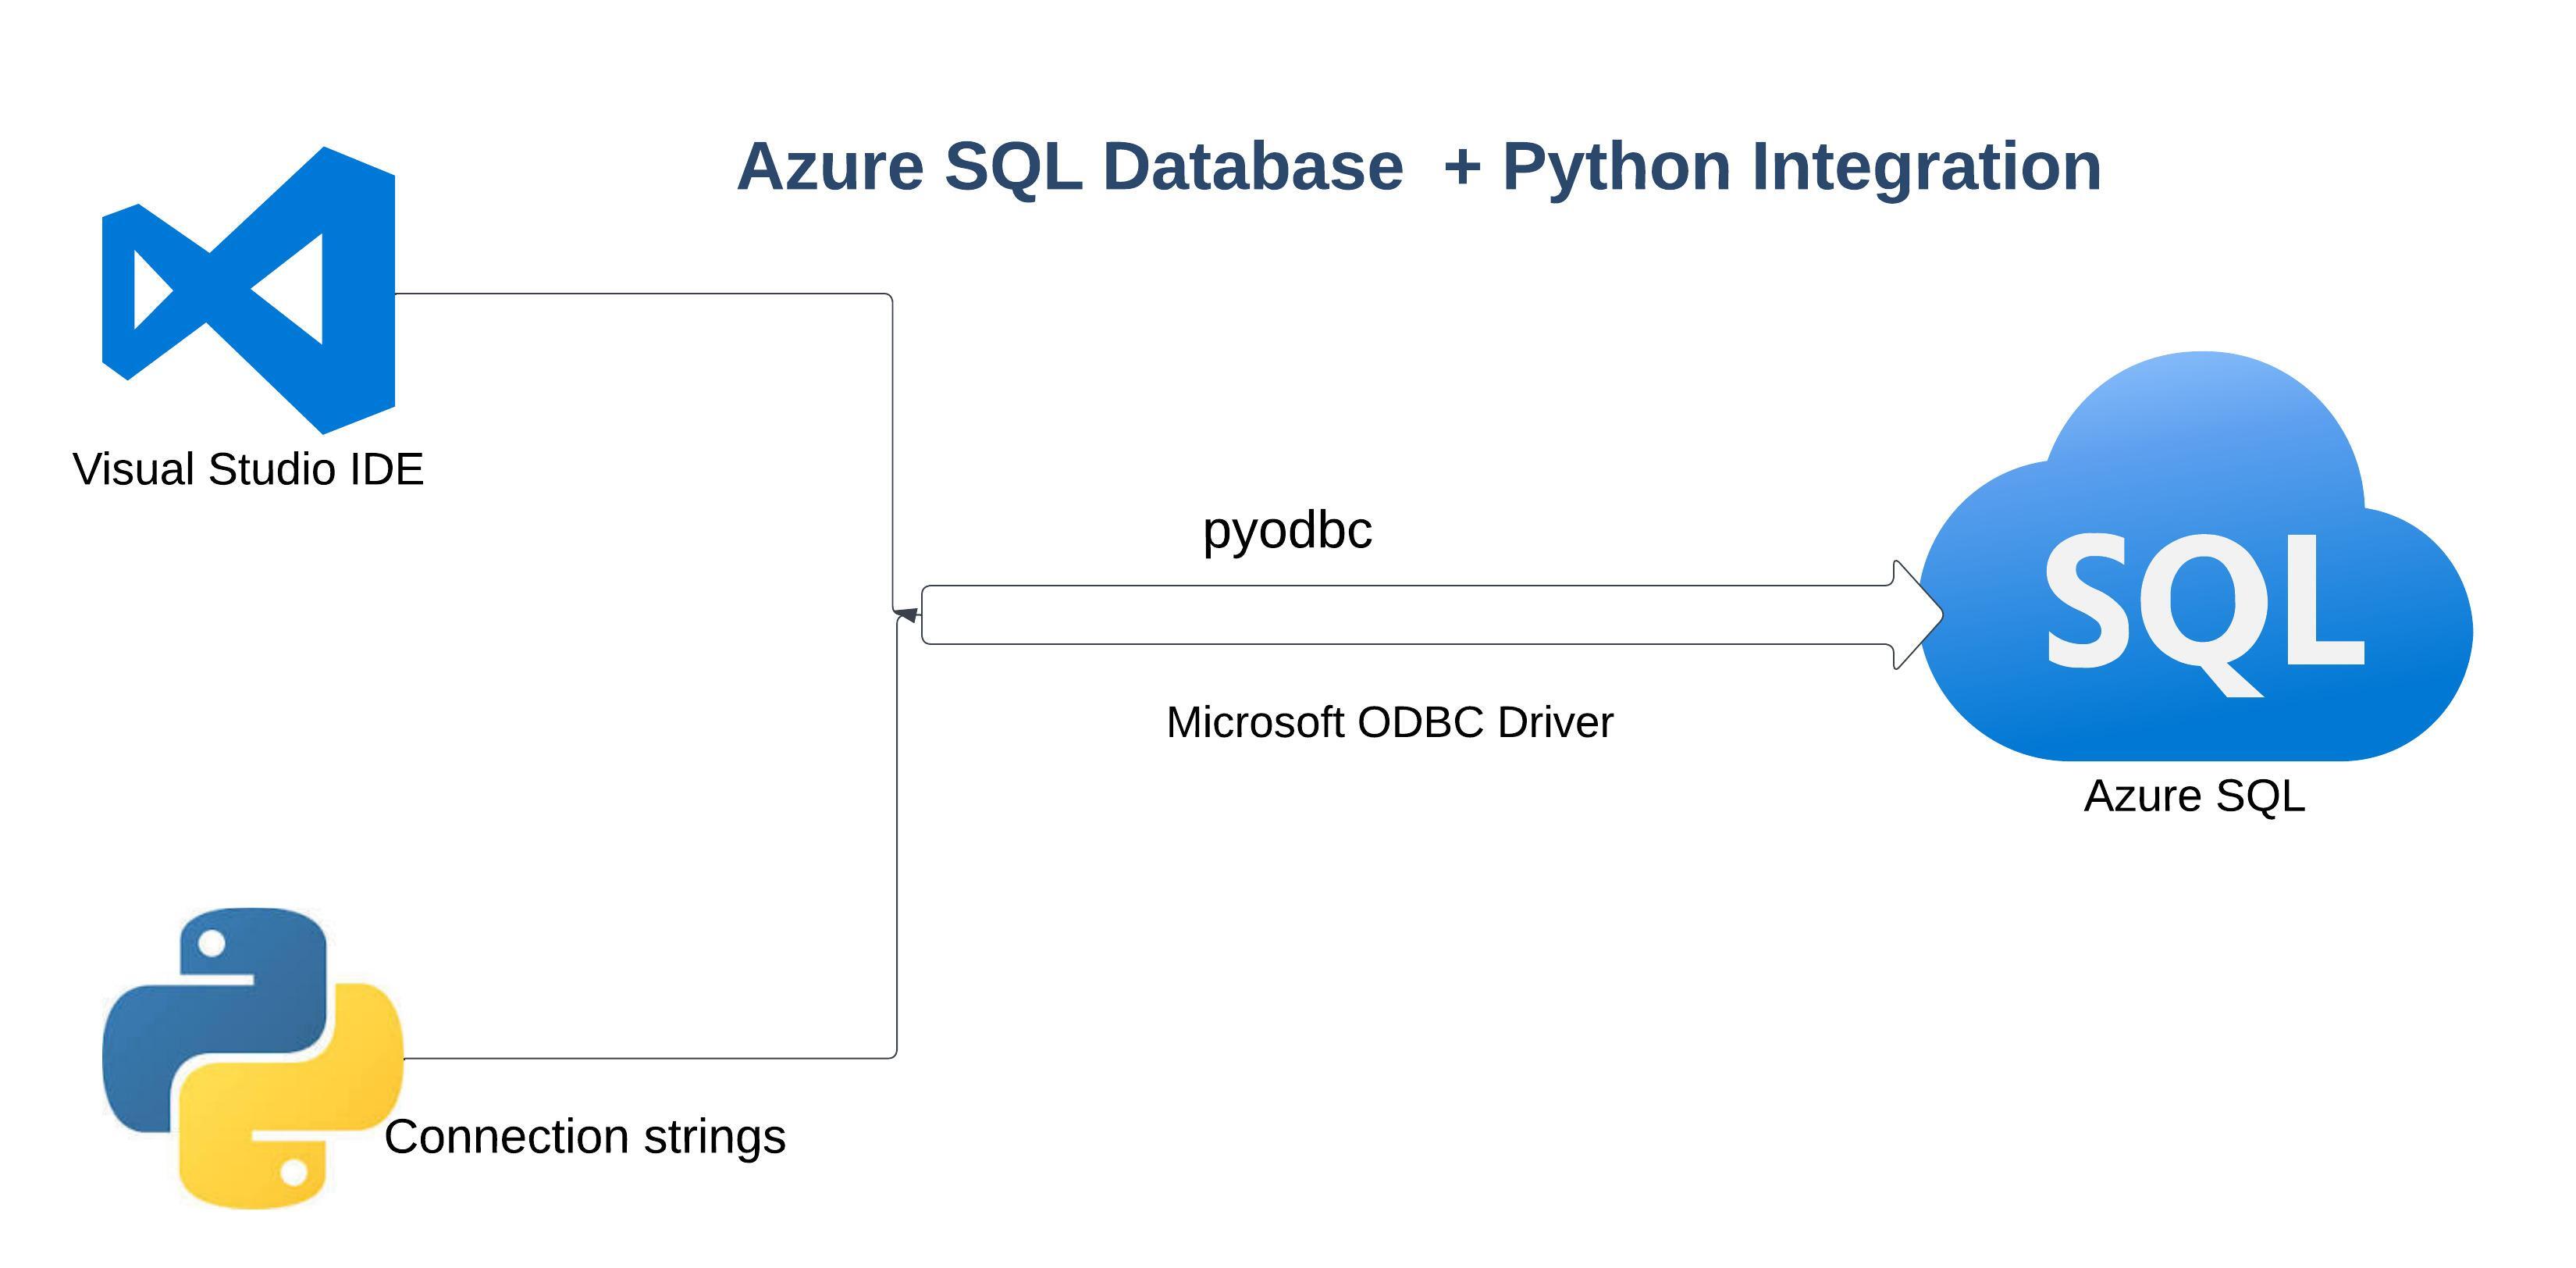 Azure SQL Database  + Python Integration
Visual Studio IDE
pyodbc
SQL
Microsoft ODBC Driver
Azure SQL
Connection strings